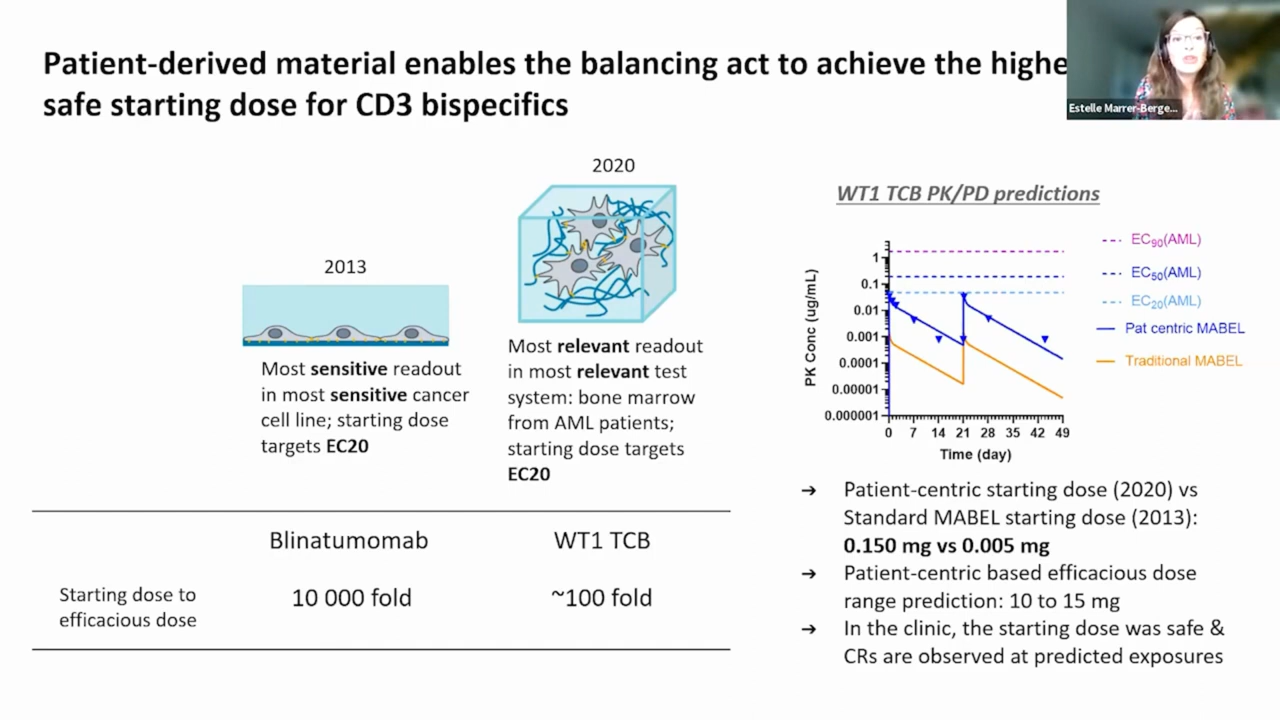 Patient-derived material enables the balancing act to achieve the
safe starting dose for CD3 bispecifics
Estelle Marrer-Berge...
2013
Most sensitive readout
in most sensitive cancer
cell line; starting dose
targets EC20
2020
Most relevant readout
in most relevant test
system: bone marrow
from AML patients;
starting dose targets
EC20
Blinatumomab WT1 TCB
Starting dose to
efficacious dose
10 000 fold ~100 fold
WT1 TCB PK/PD predictions
PK Conc (ug/mL)
1
0.1
0.01
0.001
0.0001
0.00001
0.000001
0 7 14 21 28 35 42 49
Time (day)
EC90(AML)
EC50(AML)
EC20(AML)
Pat centric MABEL
Traditional MABEL
➔ Patient-centric starting dose (2020) vs
Standard MABEL starting dose (2013):
0.150 mg vs 0.005 mg
➔ Patient-centric based efficacious dose
range prediction: 10 to 15 mg
➔ In the clinic, the starting dose was safe &
CRs are observed at predicted exposures